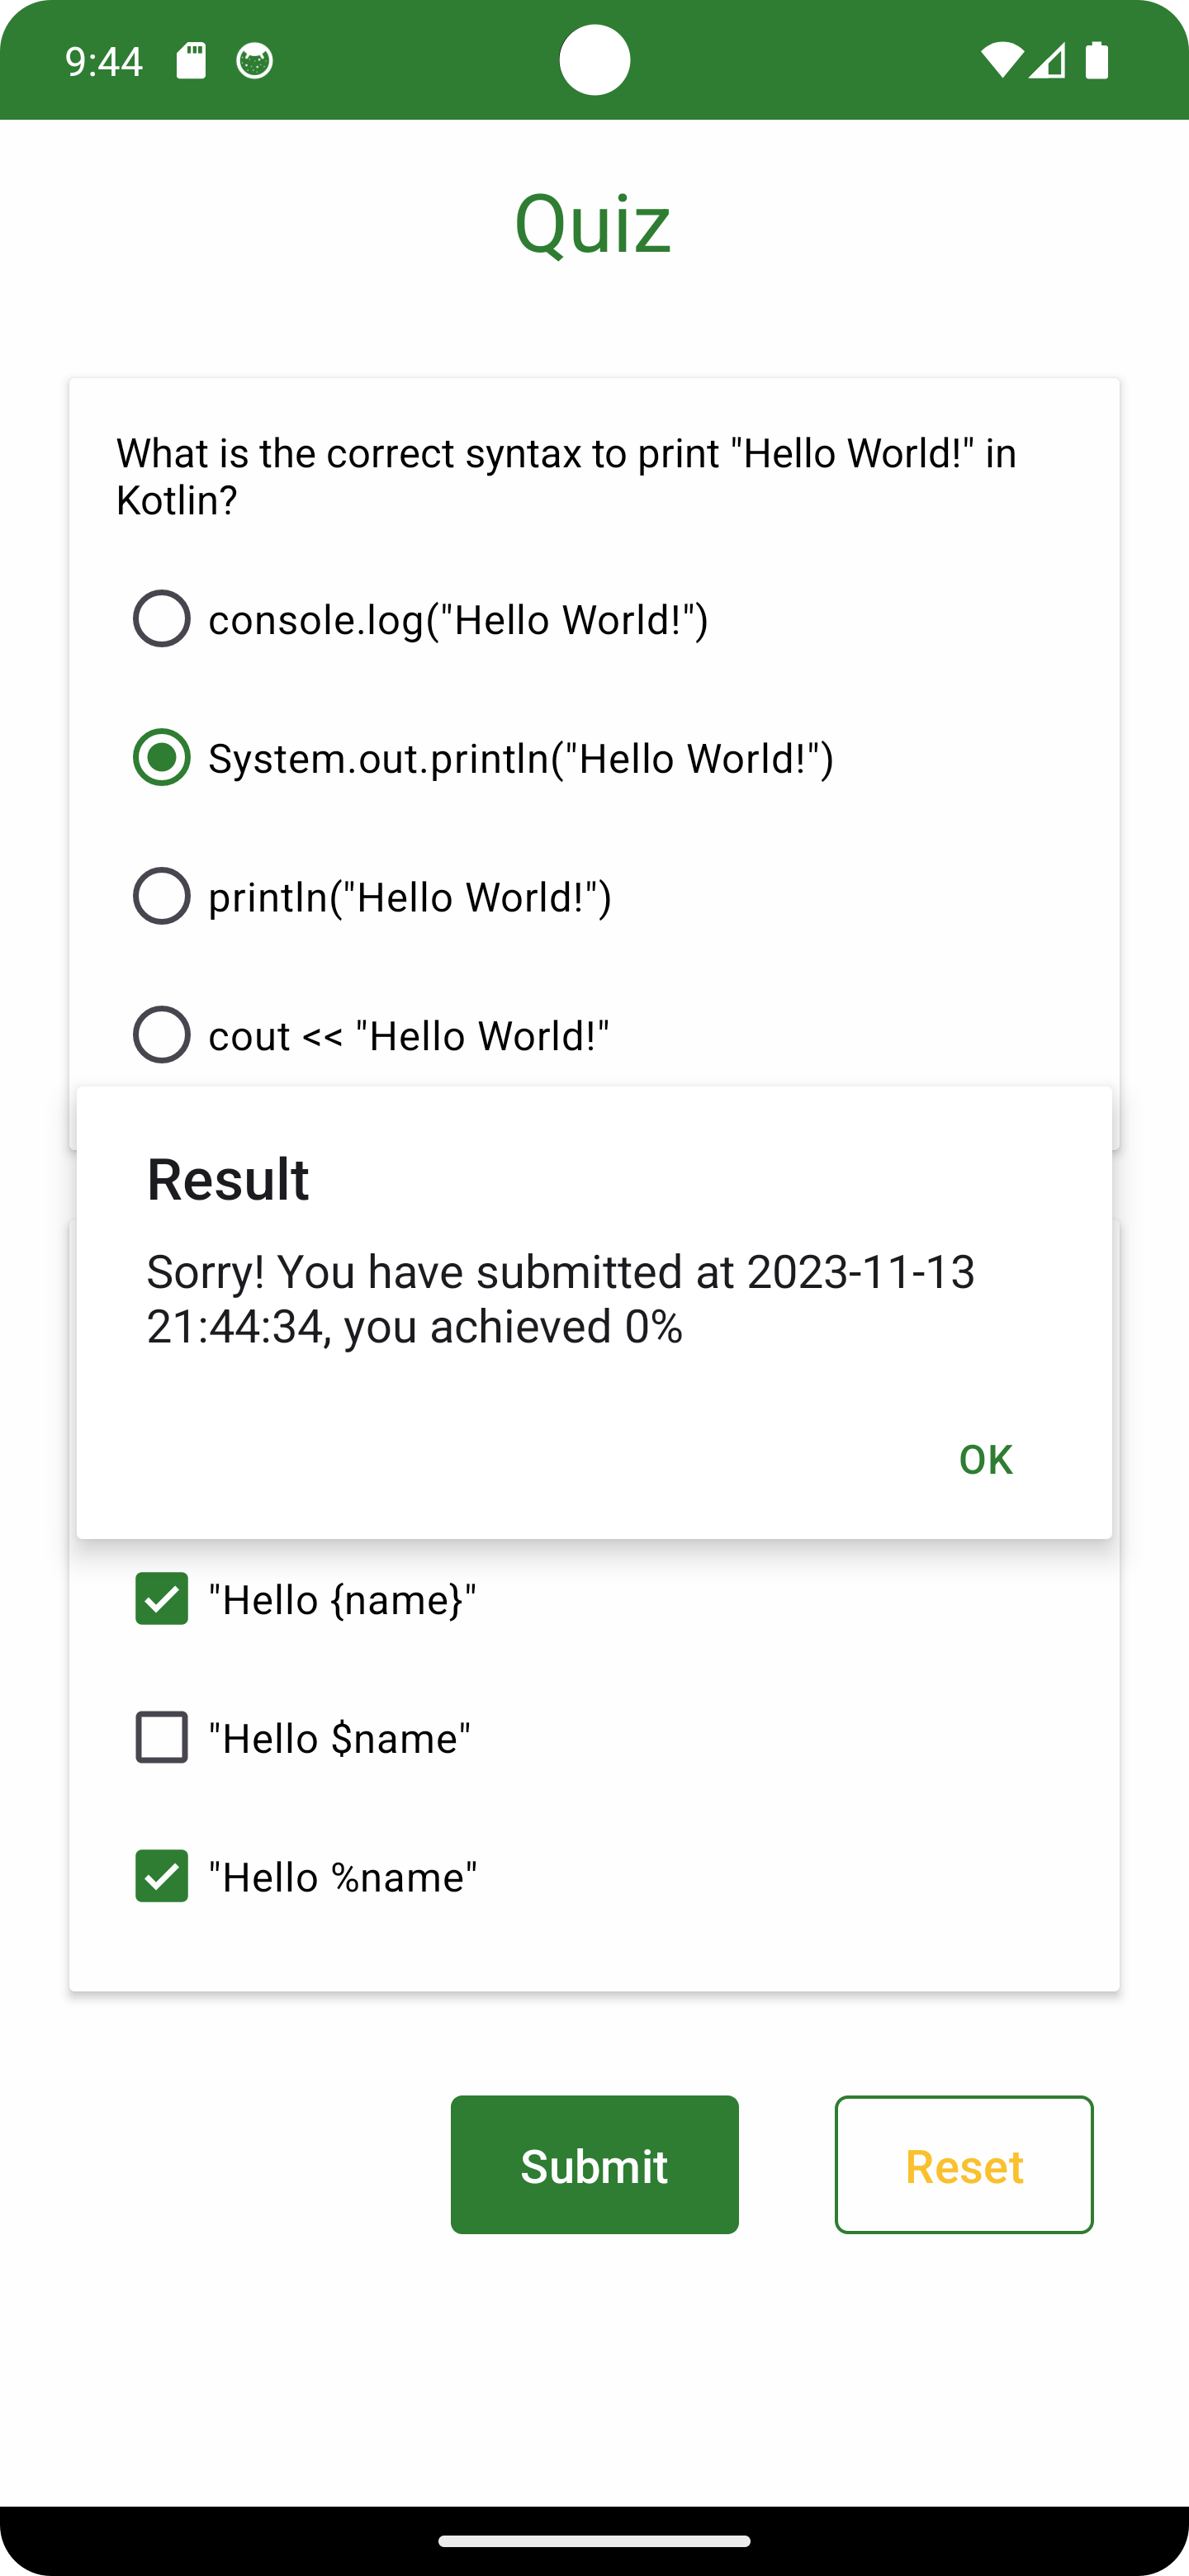 9:44
Quiz
What is the correct syntax to print "Hello World!" in
Kotlin?
console.log("Hello World!")
System.out.println("Hello World!")
println("Hello World!")
cout << "Hello World!"
Result
Sorry! You have submitted at 2023-11-13
21:44:34, you achieved 0%
OK
"Hello {name}"
"Hello $name"
"Hello %name"
Submit
Reset